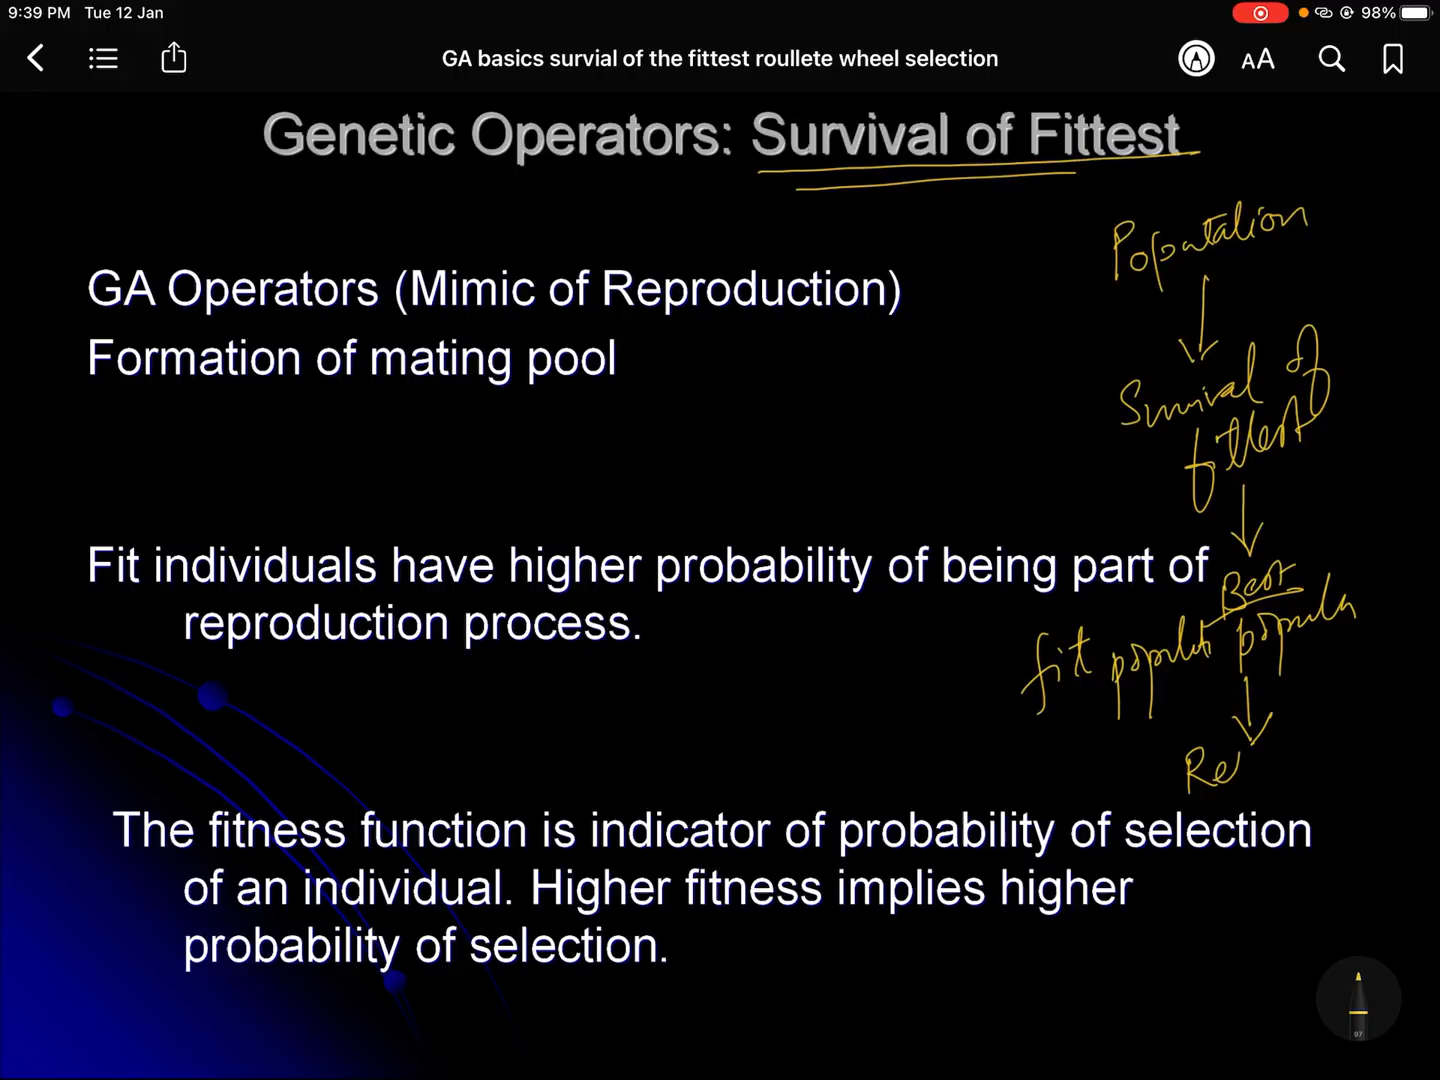 9:39 PM Tue 12 Jan
98%
GA basics survial of the fittest roullete wheel selection
AA
Genetic Operators: Survival of Fittest
Population
GA Operators (Mimic of Reproduction)
Formation of mating pool
Survival of
fittest
Fit individuals have higher probability of being part of
reproduction process.
Best
fit populat popula
Re
The fitness function is indicator of probability of selection
of an individual. Higher fitness implies higher
probability of selection.
97